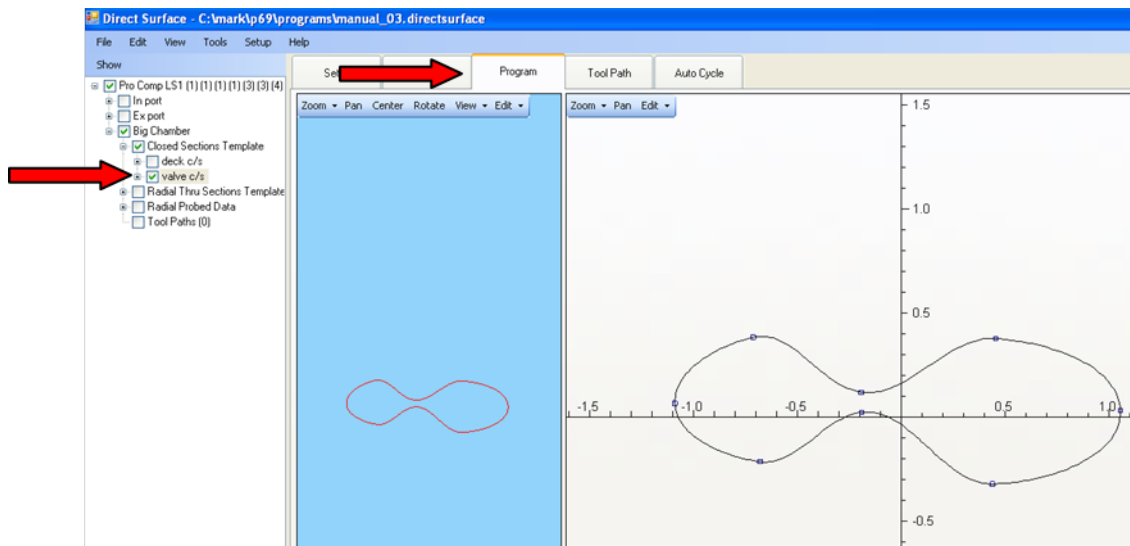 Direct Surface - C:\mark\p69\programs\manual_03.directsurface
File Edit View Tools Setup Help
Show
Program Tool Path Auto Cycle
Pro Comp LS1 (1) (1) (1) (1) (3) (3) (4)
In port
Ex port
Big Chamber
Closed Sections Template
deck c/s
valve c/s
Radial Thru Sections Template
Radial Probed Data
Tool Paths (0)
Zoom Pan Center Rotate View Edit
Zoom Pan Edit
1.5
1.0
0.5
-1.5 -1.0 -0.5 0.5 1.0
-0.5